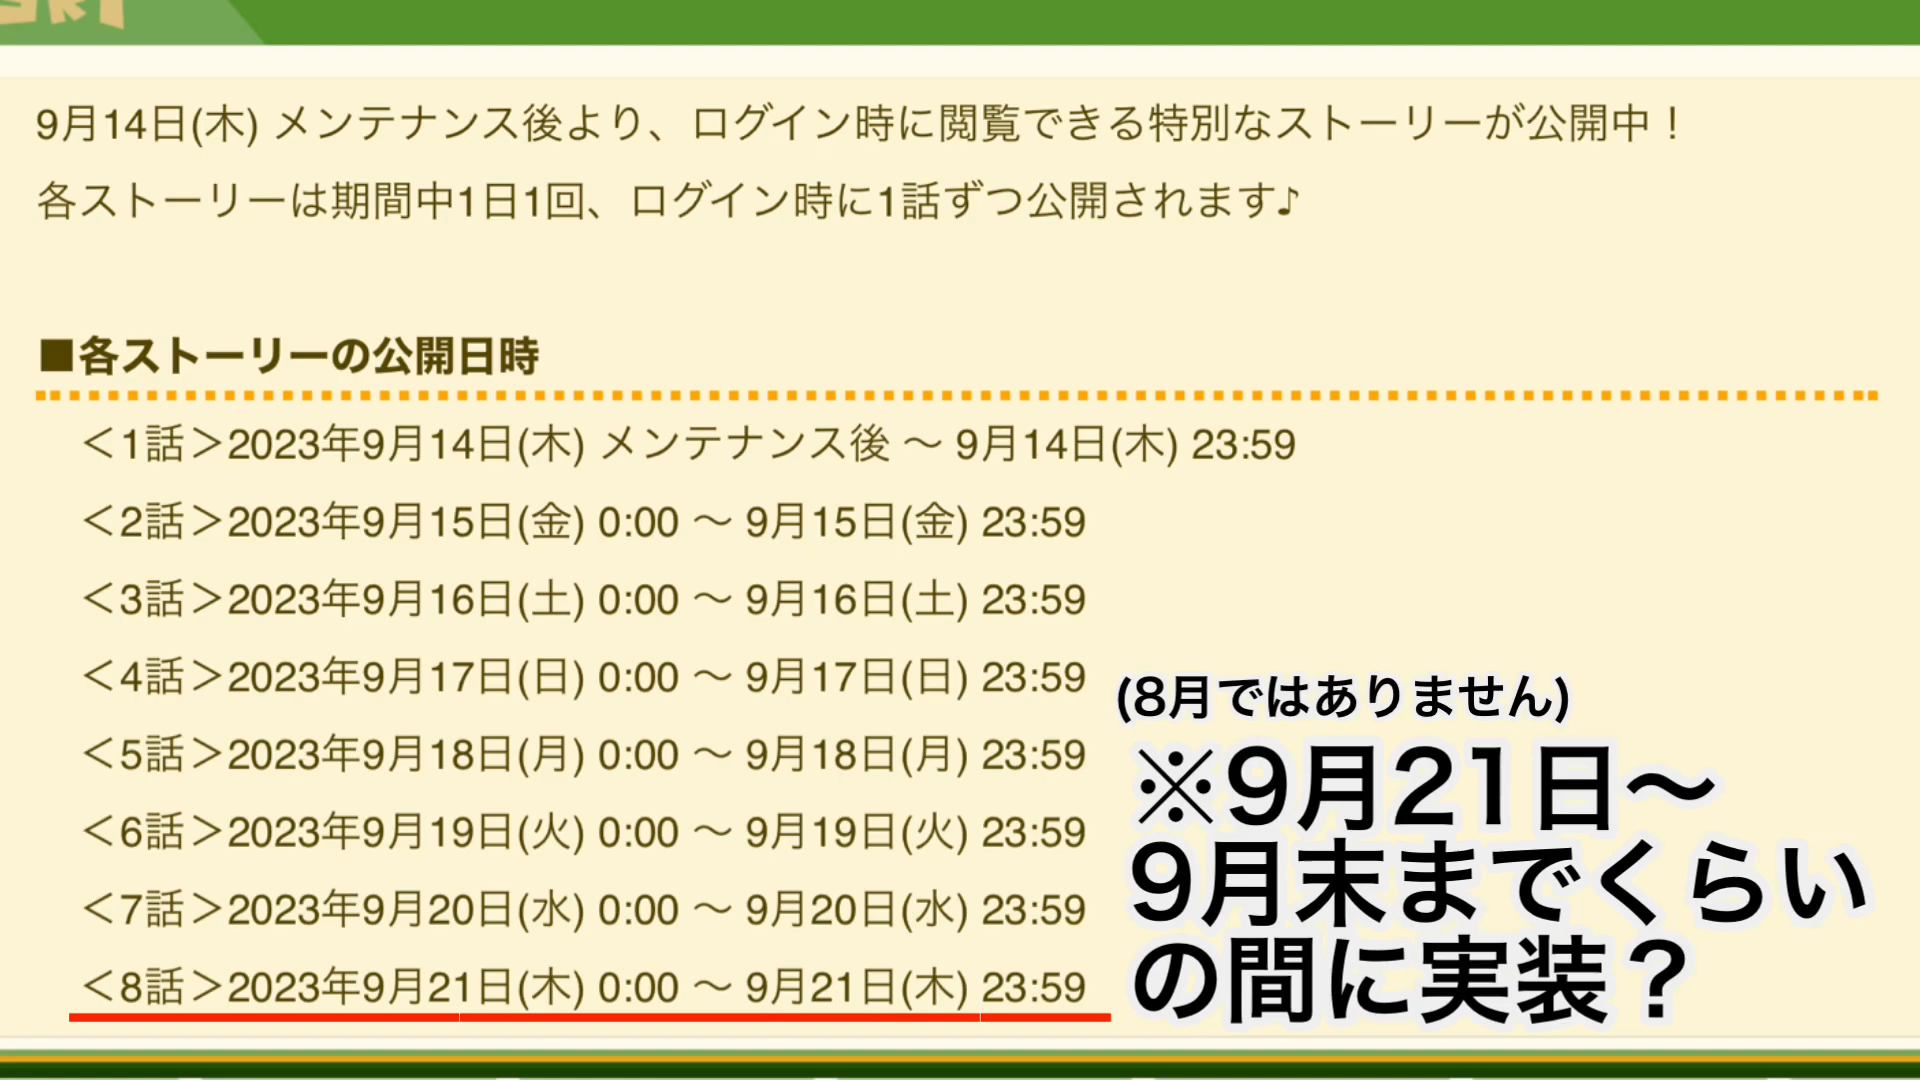 9月14日(木) メンテナンス後より、ログイン時に閲覧できる特別なストーリーが公開中！
各ストーリーは期間中1日1回、ログイン時に1話ずつ公開されます♪
■各ストーリーの公開日時
＜1話＞2023年9月14日(木) メンテナンス後 ～ 9月14日(木) 23:59
＜2話＞2023年9月15日(金) 0:00 ～ 9月15日(金) 23:59
＜3話＞2023年9月16日(土) 0:00 ～ 9月16日(土) 23:59
＜4話＞2023年9月17日(日) 0:00 ～ 9月17日(日) 23:59
＜5話＞2023年9月18日(月) 0:00 ～ 9月18日(月) 23:59
＜6話＞2023年9月19日(火) 0:00 ～ 9月19日(火) 23:59
＜7話＞2023年9月20日(水) 0:00 ～ 9月20日(水) 23:59
＜8話＞2023年9月21日(木) 0:00 ～ 9月21日(木) 23:59
(8月ではありません)
※9月21日～
9月末までくらい
の間に実装？